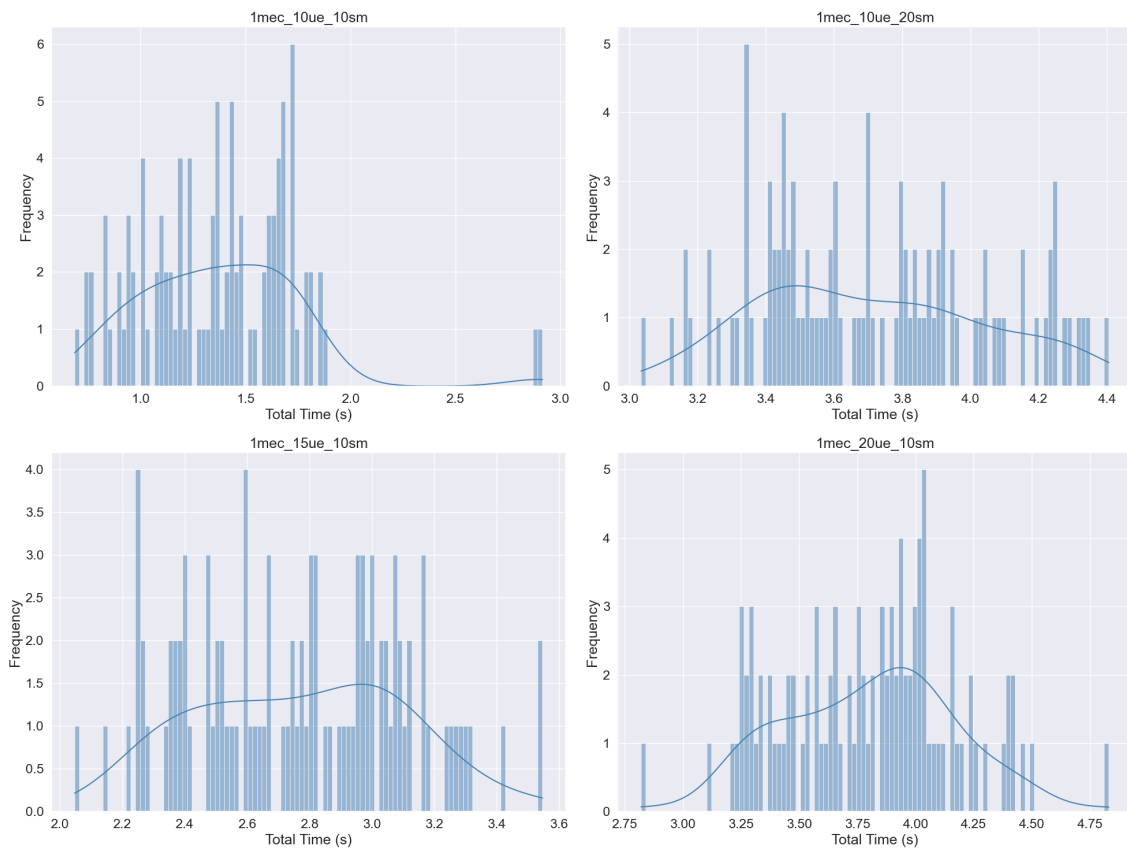 1mec_10ue_10sm
Frequency
6
5
4
3
2
1
0
1.0 1.5 2.0 2.5 3.0
Total Time (s)
1mec_10ue_20sm
Frequency
5
4
3
2
1
0
3.0 3.2 3.4 3.6 3.8 4.0 4.2 4.4
Total Time (s)
1mec_15ue_10sm
Frequency
4.0
3.5
3.0
2.5
2.0
1.5
1.0
0.5
0.0
2.0 2.2 2.4 2.6 2.8 3.0 3.2 3.4 3.6
Total Time (s)
1mec_20ue_10sm
Frequency
5
4
3
2
1
0
2.75 3.00 3.25 3.50 3.75 4.00 4.25 4.50 4.75
Total Time (s)